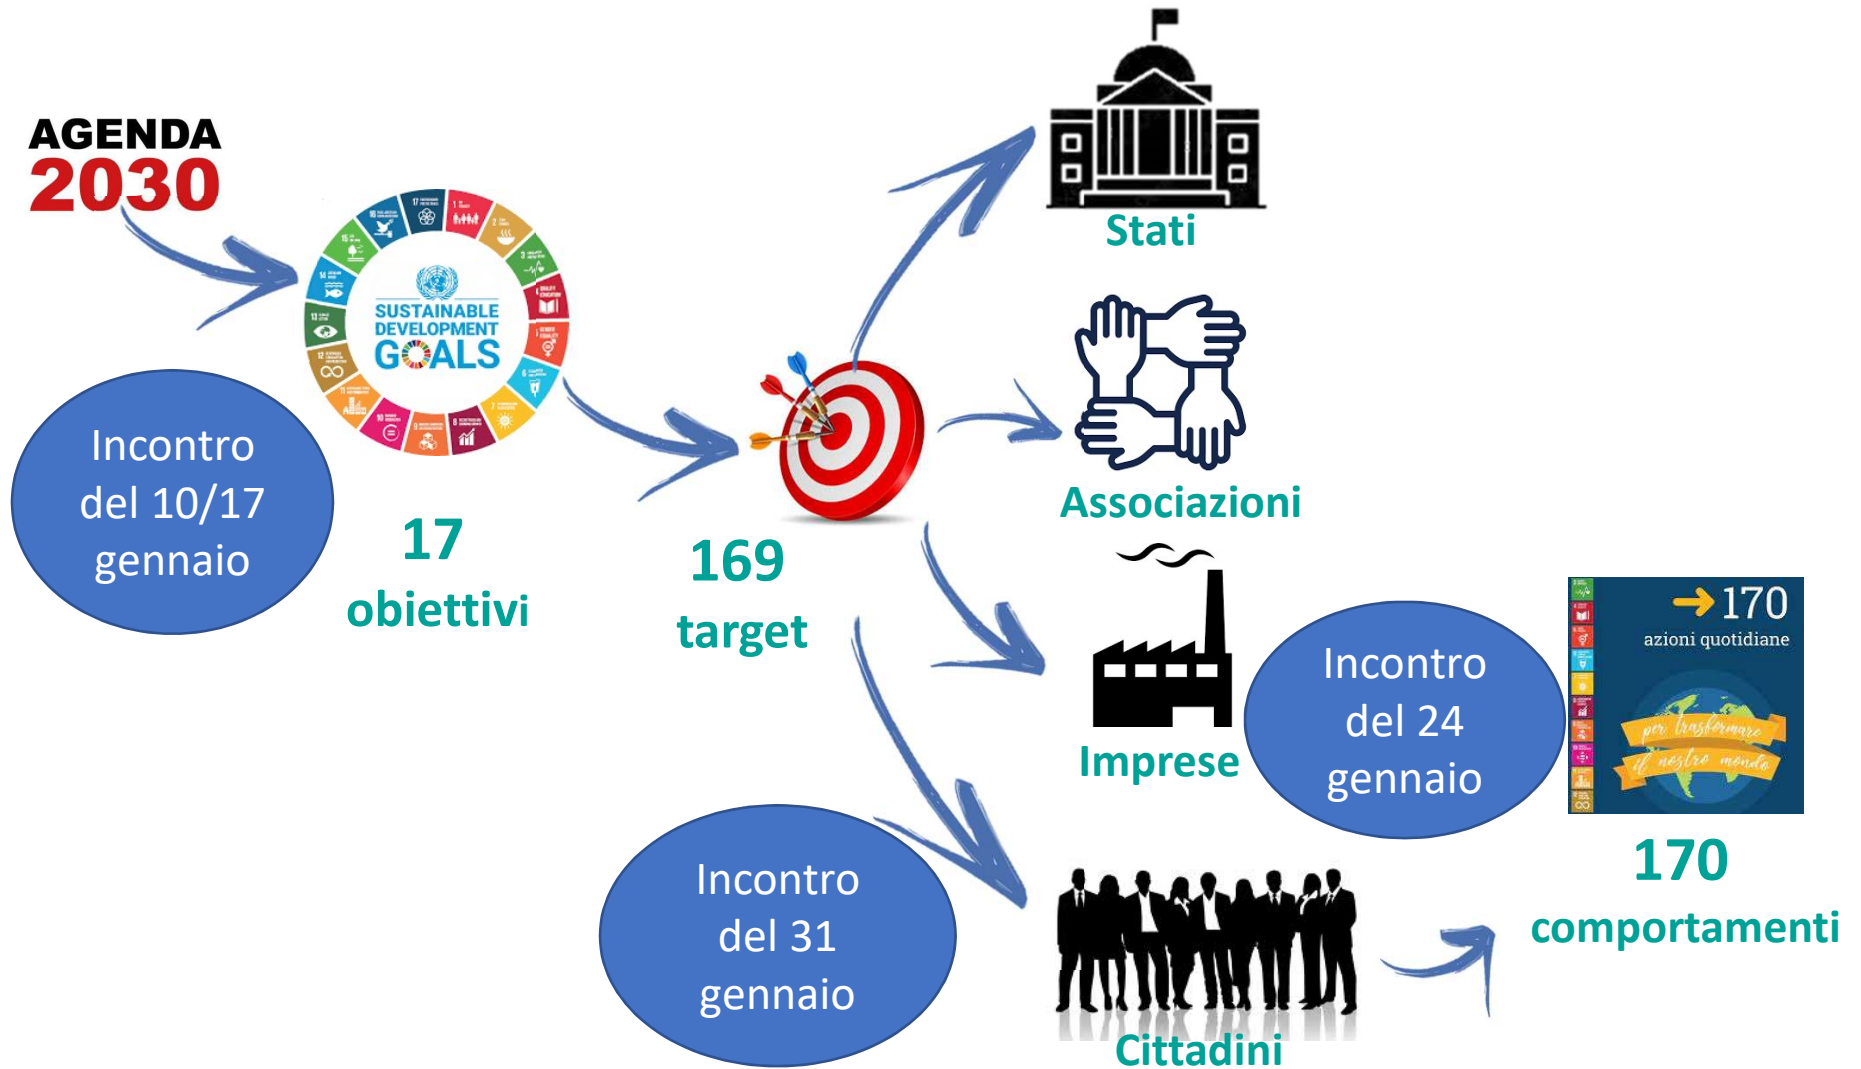 AGENDA
2030
SUSTAINABLE
DEVELOPMENT
GOALS
Incontro
del 10/17
gennaio
17
obiettivi
169
target
Stati
Associazioni
Imprese
Incontro
del 24
gennaio
170
azioni quotidiane
per trasformare
il nostro mondo
170
comportamenti
Incontro
del 31
gennaio
Cittadini